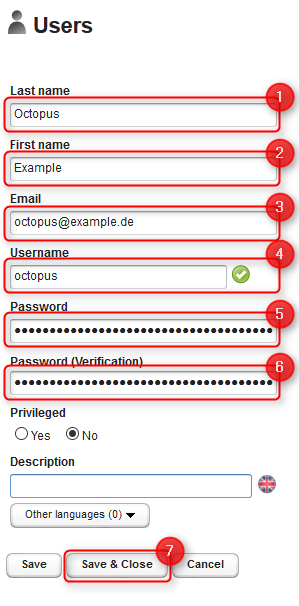 Users
Last name
1
Octopus
First name
2
Example
Email
3
octopus@example.de
Username
4
octopus
Password
5
●●●●●●●●●●●●●●●●●●●●●●●●●●●●●●●●●●
Password (Verification)
6
●●●●●●●●●●●●●●●●●●●●●●●●●●●●●●●●●●
Privileged
Yes No
Description
Other languages (0)
7
Save Save & Close Cancel